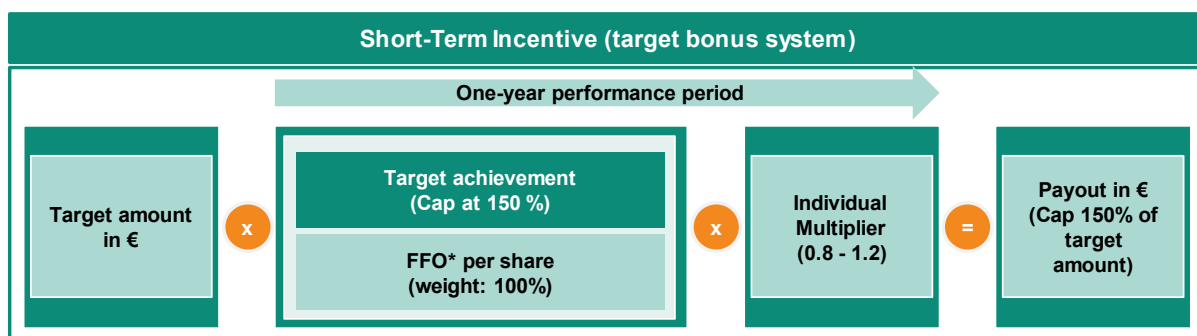 Short-Term Incentive (target bonus system)
One-year performance period
Target amount
in €
x
Target achievement
(Cap at 150 %)
FFO* per share
(weight: 100%)
x
Individual
Multiplier
(0.8 - 1.2)
=
Payout in €
(Cap 150% of
target
amount)